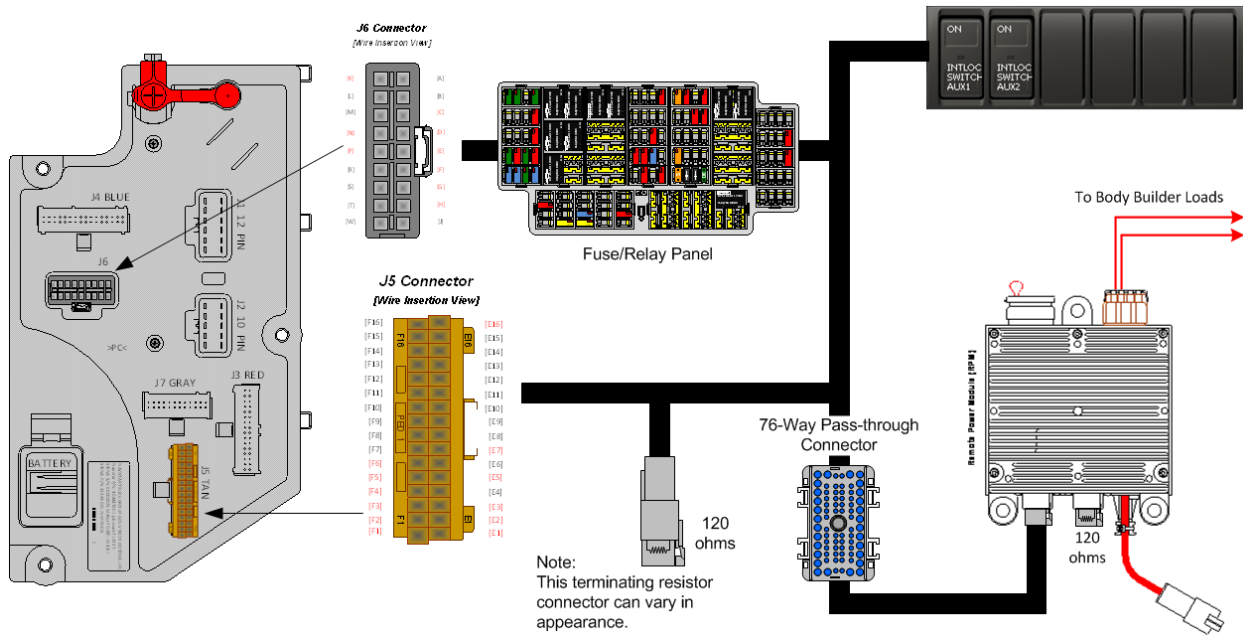 J6 Connector
[Wire Insertion View]
[K]
[L]
[M]
[N]
[P]
[R]
[S]
[T]
[W]
[A]
[B]
[C]
[D]
[E]
[F]
[G]
[H]
[J]
ON
INTLOC
SWITCH
AUX1
ON
INTLOC
SWITCH
AUX2
J4 BLUE
J1 12 PIN
J6
J2 10 PIN
>PC<
J7 GRAY
J3 RED
BATTERY
J5 TAN
Fuse/Relay Panel
To Body Builder Loads
J5 Connector
[Wire Insertion View]
[F16]
[F15]
[F14]
[F13]
[F12]
[F11]
[F10]
[F9]
[F8]
[F7]
[F6]
[F5]
[F4]
[F3]
[F2]
[F1]
F16
E16
PED 1
F1
E1
[E16]
[E15]
[E14]
[E13]
[E12]
[E11]
[E10]
[E9]
[E8]
[E7]
[E6]
[E5]
[E4]
[E3]
[E2]
[E1]
76-Way Pass-through
Connector
Remote Power Module [RPM]
120
ohms
120
ohms
Note:
This terminating resistor
connector can vary in
appearance.